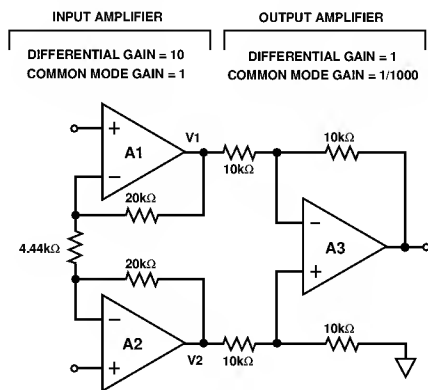 INPUT AMPLIFIER
OUTPUT AMPLIFIER
DIFFERENTIAL GAIN = 10
COMMON MODE GAIN = 1
DIFFERENTIAL GAIN = 1
COMMON MODE GAIN = 1/1000
+
A1
−
V1
10kΩ
10kΩ
20kΩ
4.44kΩ
−
A3
+
20kΩ
−
A2
+
V2
10kΩ
10kΩ